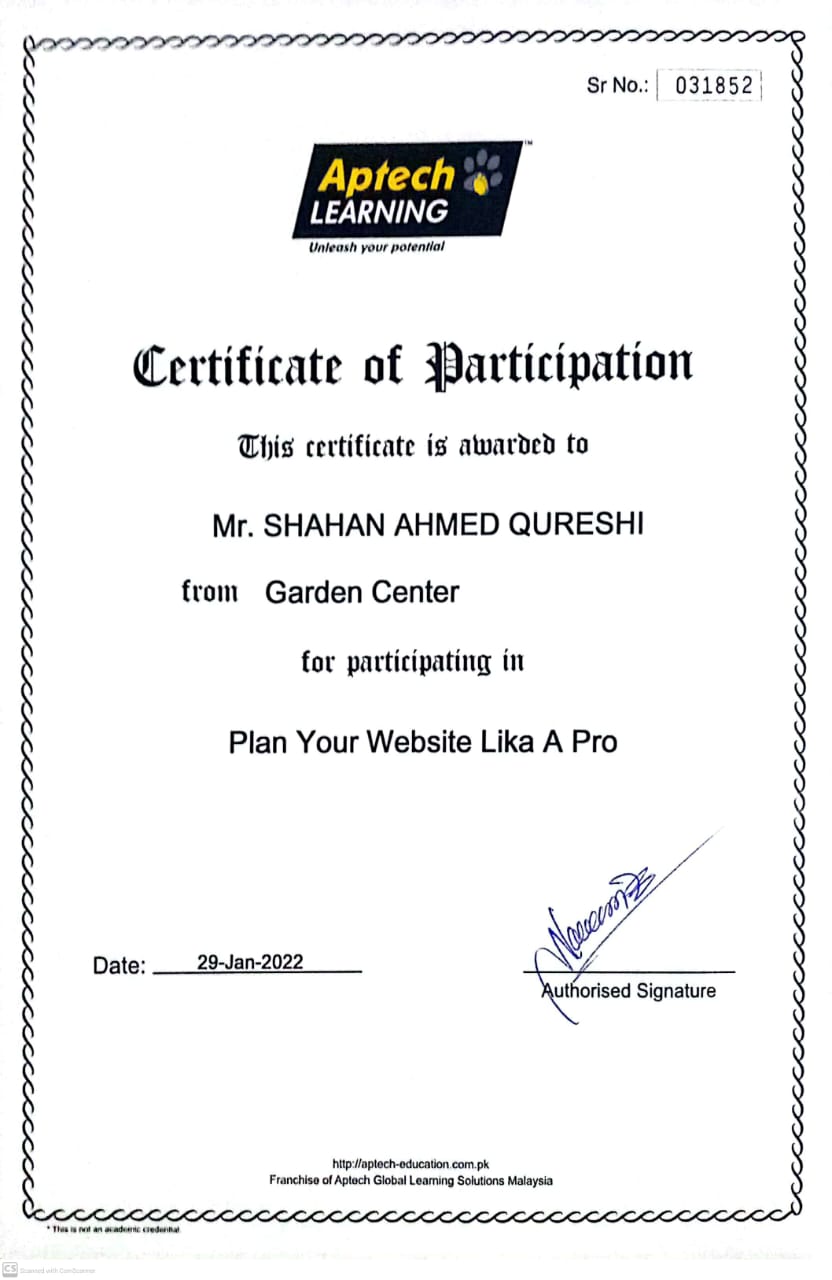 Sr No.: 031852
Aptech
LEARNING
Unleash your potential
Certificate of Participation
This certificate is awarded to
Mr. SHAHAN AHMED QURESHI
from Garden Center
for participating in
Plan Your Website Lika A Pro
Date: 29-Jan-2022
Authorised Signature
http://aptech-education.com.pk
Franchise of Aptech Global Learning Solutions Malaysia
* This is not an academic credential
CS Scanned with CamScanner